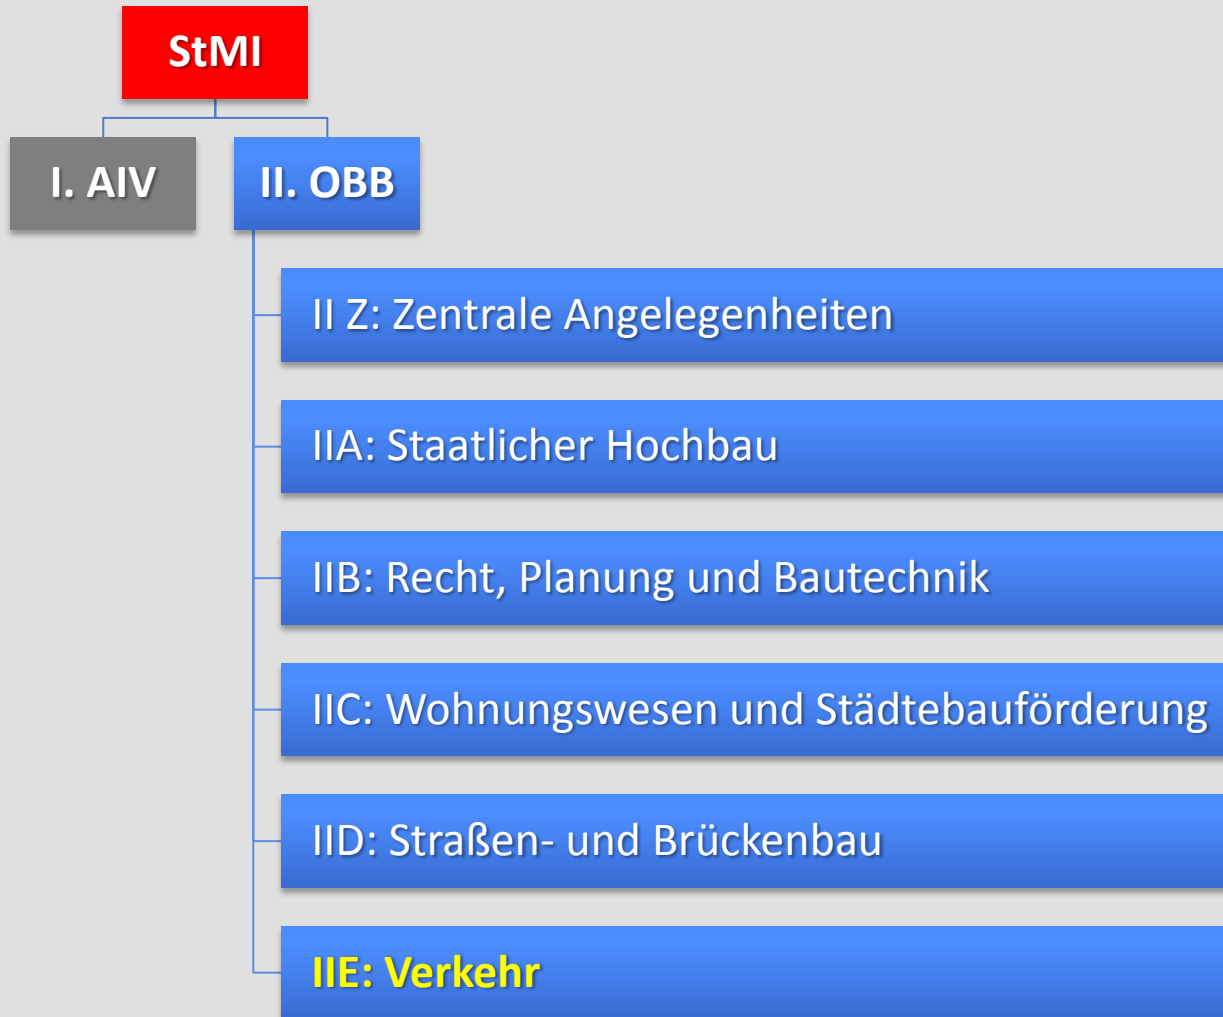 StMI
I. AIV
II. OBB
II Z: Zentrale Angelegenheiten
IIA: Staatlicher Hochbau
IIB: Recht, Planung und Bautechnik
IIC: Wohnungswesen und Städtebauförderung
IID: Straßen- und Brückenbau
IIE: Verkehr